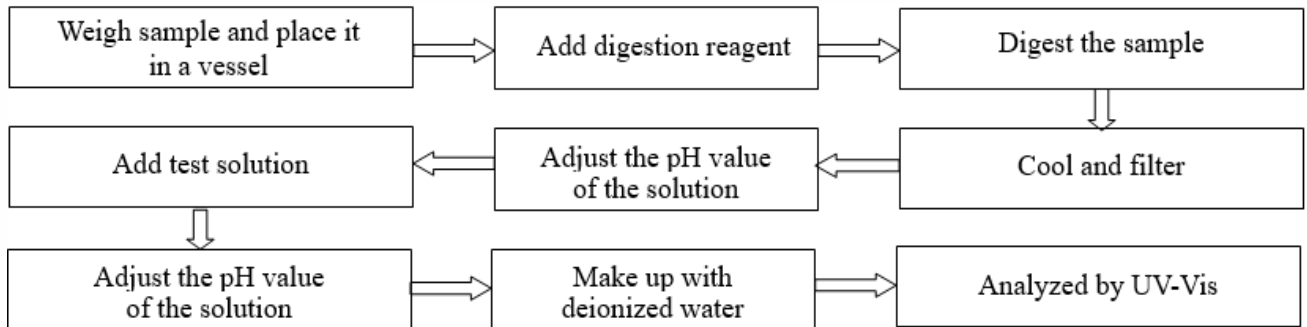 Weigh sample and place it
in a vessel
Add digestion reagent
Digest the sample
Cool and filter
Adjust the pH value
of the solution
Add test solution
Adjust the pH value
of the solution
Make up with
deionized water
Analyzed by UV-Vis